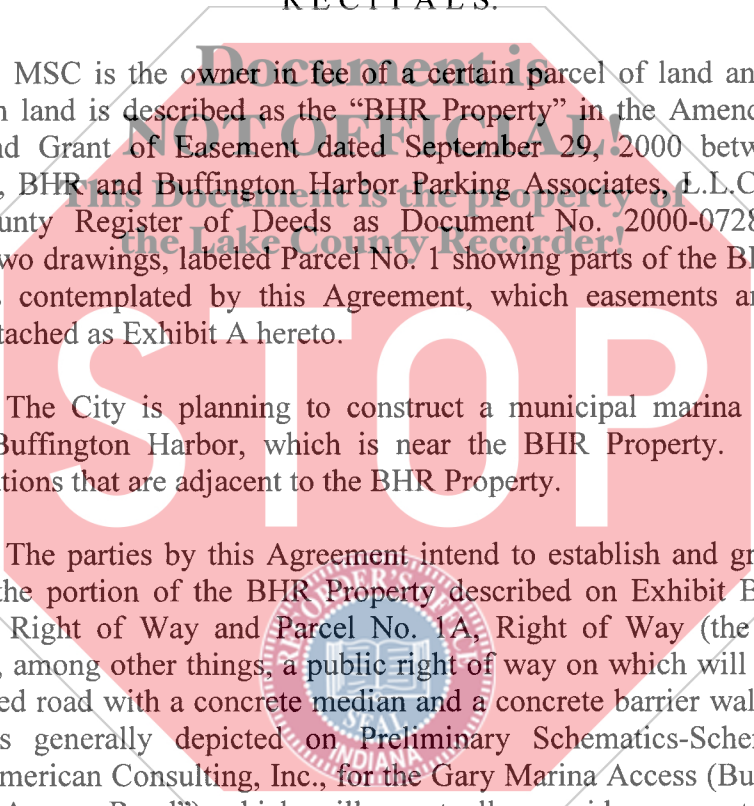 RECITALS.
MSC is the owner in fee of a certain parcel of land an
n land is described as the “BHR Property” in the Amend
nd Grant of Easement dated September 29, 2000 betw
, BHR and Buffington Harbor Parking Associates, L.L.C
unty Register of Deeds as Document No. 2000-0728
wo drawings, labeled Parcel No. 1 showing parts of the BH
s contemplated by this Agreement, which easements ar
ttached as Exhibit A hereto.
The City is planning to construct a municipal marina
Buffington Harbor, which is near the BHR Property.
tions that are adjacent to the BHR Property.
The parties by this Agreement intend to establish and gr
the portion of the BHR Property described on Exhibit B
Right of Way and Parcel No. 1A, Right of Way (the
, among other things, a public right of way on which will
ed road with a concrete median and a concrete barrier wal
s generally depicted on Preliminary Schematics-Sche
merican Consulting, Inc., for the Gary Marina Access (Bu
Document is
NOT OFFICIAL!
This Document is the property of
the Lake County Recorder!
STOP
RECORDER'S OFFICE
SEAL
INDIANA